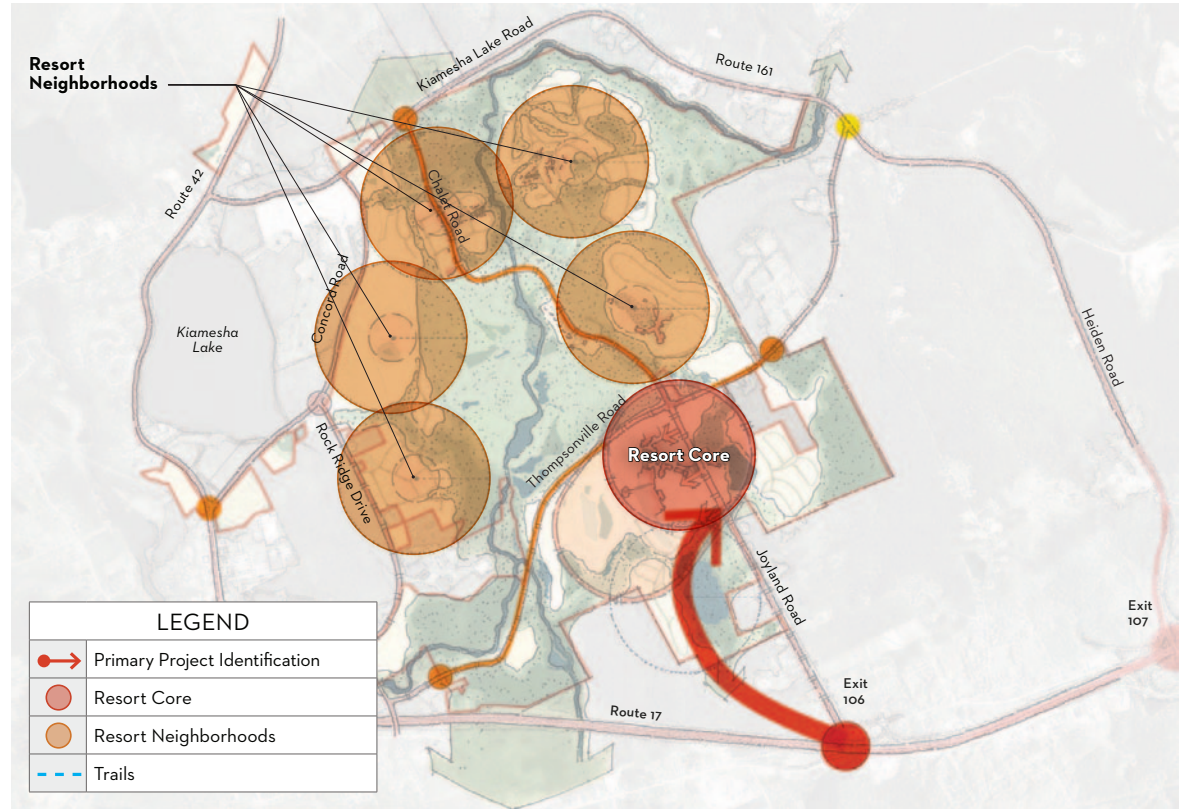 Resort
Neighborhoods
Kiamesha Lake Road
Route 161
Route 42
Chalet Road
Concord Road
Kiamesha
Lake
Heiden Road
Thompsonville Road
Resort Core
Rock Ridge Drive
Joyland Road
Exit
107
Exit
106
Route 17
LEGEND
Primary Project Identification
Resort Core
Resort Neighborhoods
Trails